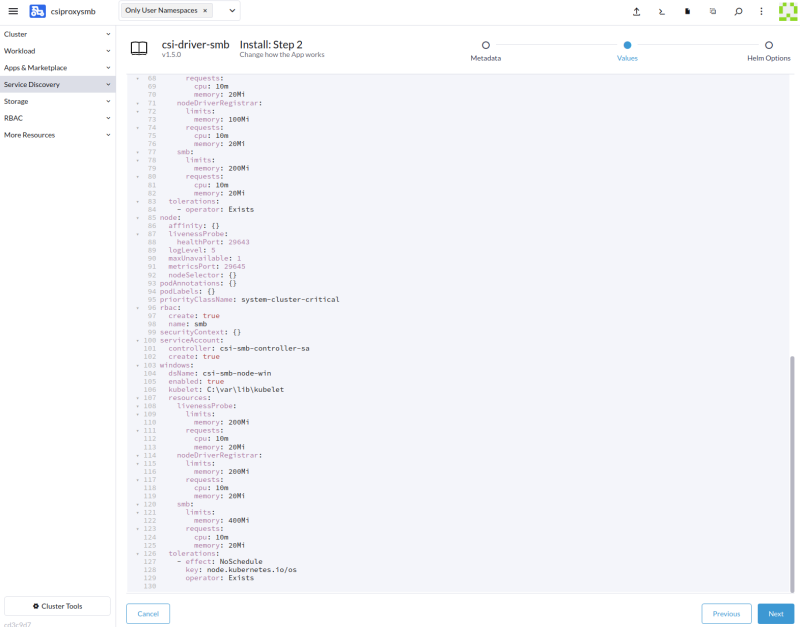 csiproxysmb
Only User Namespaces ×
Cluster
Workload
Apps & Marketplace
Service Discovery
Storage
RBAC
More Resources
Cluster Tools
cd3c9d7
csi-driver-smb
v1.5.0
Install: Step 2
Change how the App works
Metadata
Values
Helm Options
68 requests:
69 cpu: 10m
70 memory: 20Mi
71 nodeDriverRegistrar:
72 limits:
73 memory: 100Mi
74 requests:
75 cpu: 10m
76 memory: 20Mi
77 smb:
78 limits:
79 memory: 200Mi
80 requests:
81 cpu: 10m
82 memory: 20Mi
83 tolerations:
84 - operator: Exists
85 node:
86 affinity: {}
87 livenessProbe:
88 healthPort: 29643
89 logLevel: 5
90 maxUnavailable: 1
91 metricsPort: 29645
92 nodeSelector: {}
93 podAnnotations: {}
94 podLabels: {}
95 priorityClassName: system-cluster-critical
96 rbac:
97 create: true
98 name: smb
99 securityContext: {}
100 serviceAccount:
101 controller: csi-smb-controller-sa
102 create: true
103 windows:
104 dsName: csi-smb-node-win
105 enabled: true
106 kubelet: C:\var\lib\kubelet
107 resources:
108 livenessProbe:
109 limits:
110 memory: 200Mi
111 requests:
112 cpu: 10m
113 memory: 20Mi
114 nodeDriverRegistrar:
115 limits:
116 memory: 200Mi
117 requests:
118 cpu: 10m
119 memory: 20Mi
120 smb:
121 limits:
122 memory: 400Mi
123 requests:
124 cpu: 10m
125 memory: 20Mi
126 tolerations:
127 - effect: NoSchedule
128 key: node.kubernetes.io/os
129 operator: Exists
130
Cancel
Previous
Next